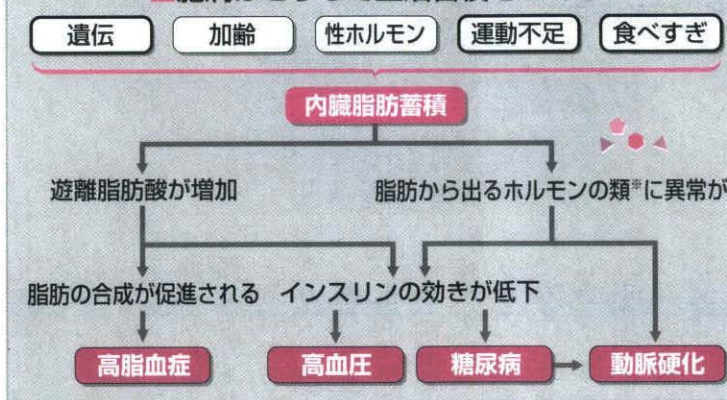 遺伝 加齢 性ホルモン 運動不足 食べすぎ
内臓脂肪蓄積
遊離脂肪酸が増加 脂肪から出るホルモンの類※に異常が
脂肪の合成が促進される インスリンの効きが低下
高脂血症 高血圧 糖尿病 動脈硬化